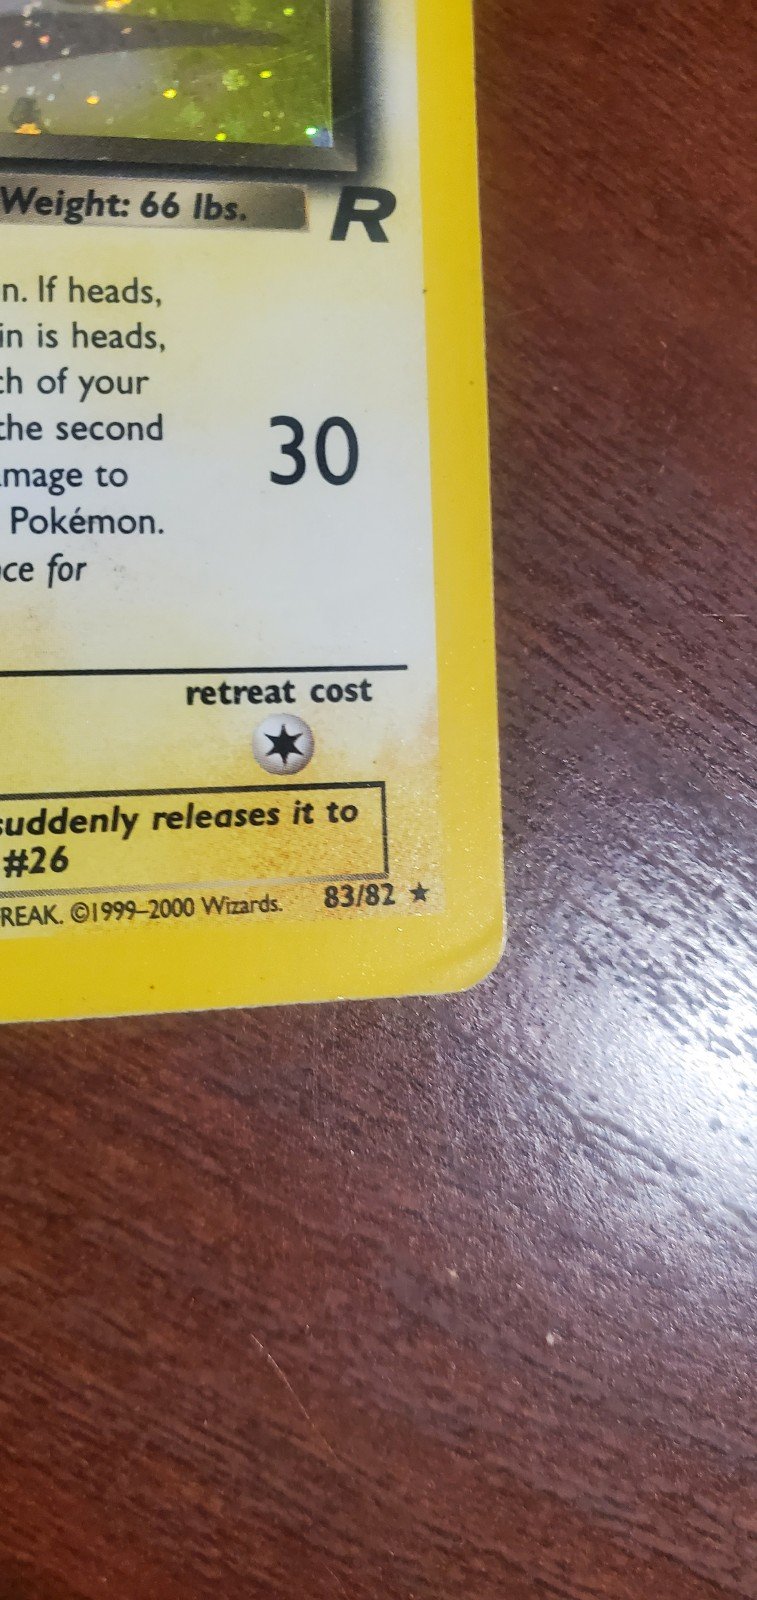 Weight: 66 lbs.
R
n. If heads,
in is heads,
ch of your
the second
30
mage to
Pokémon.
ce for
retreat cost
suddenly releases it to
#26
REAK. ©1999–2000 Wizards. 83/82 ★